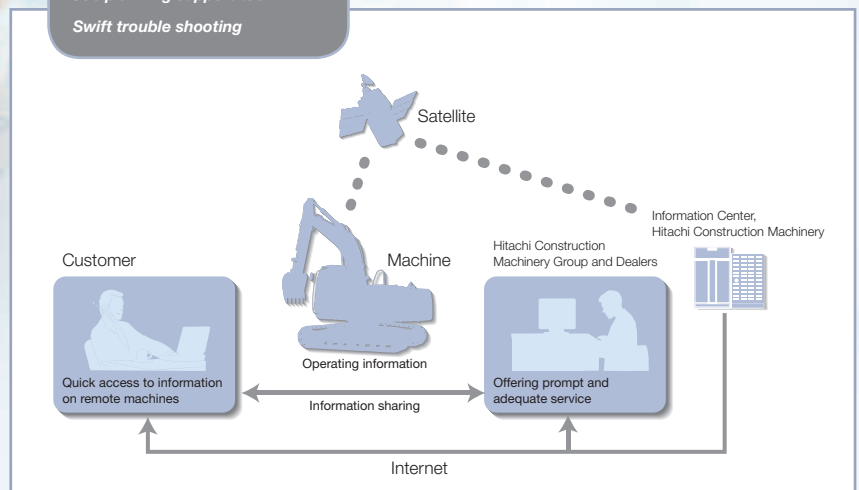 Swift trouble shooting
Satellite
Information Center,
Hitachi Construction Machinery
Hitachi Construction
Machinery Group and Dealers
Customer
Machine
Operating information
Quick access to information
on remote machines
Offering prompt and
adequate service
Information sharing
Internet